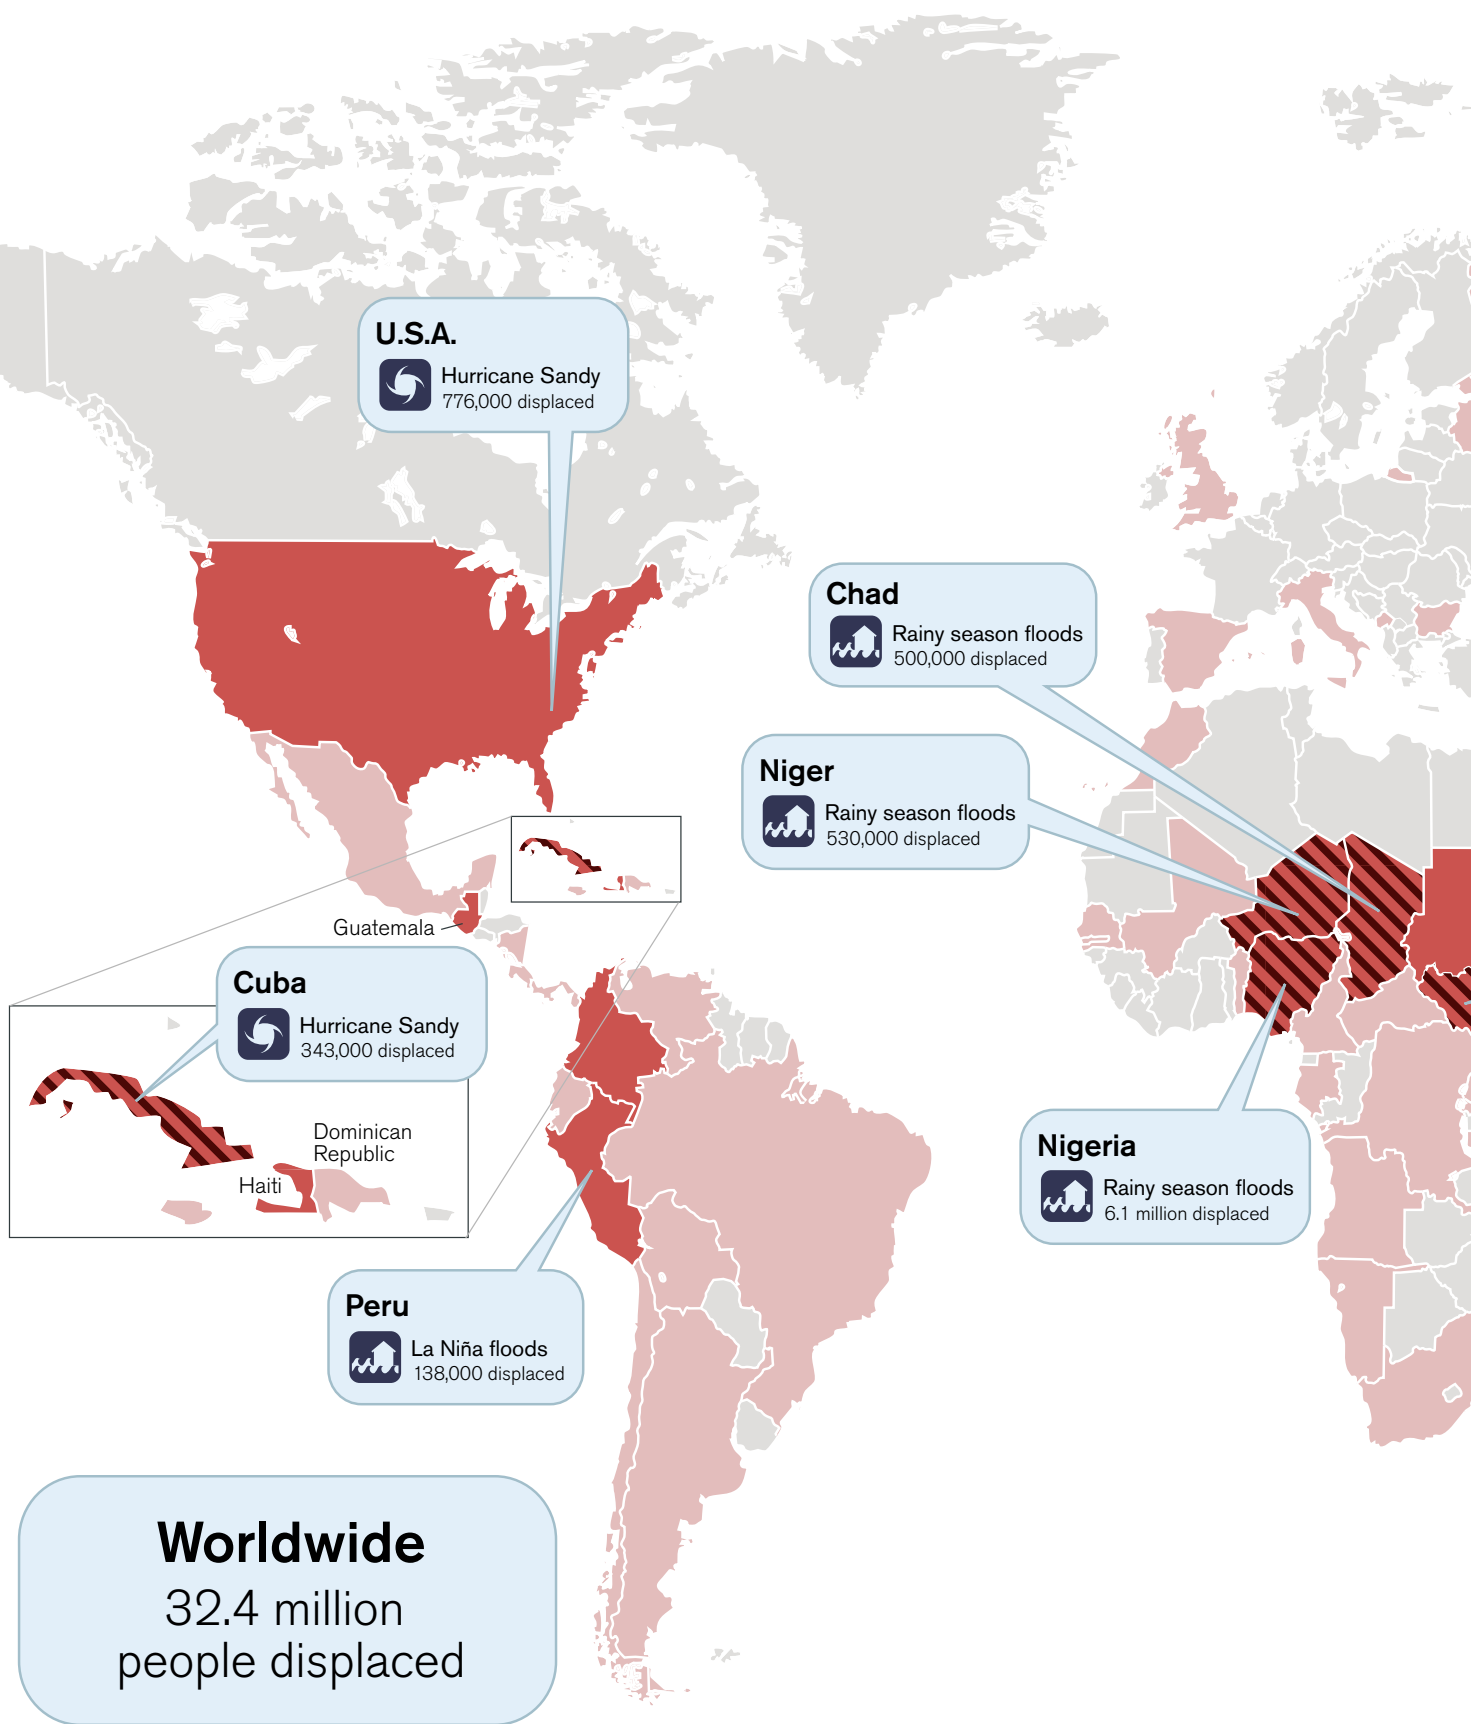 U.S.A.
Hurricane Sandy
776,000 displaced
Chad
Rainy season floods
500,000 displaced
Niger
Rainy season floods
530,000 displaced
Guatemala
Cuba
Hurricane Sandy
343,000 displaced
Dominican
Republic
Haiti
Nigeria
Rainy season floods
6.1 million displaced
Peru
La Niña floods
138,000 displaced
Worldwide
32.4 million
people displaced